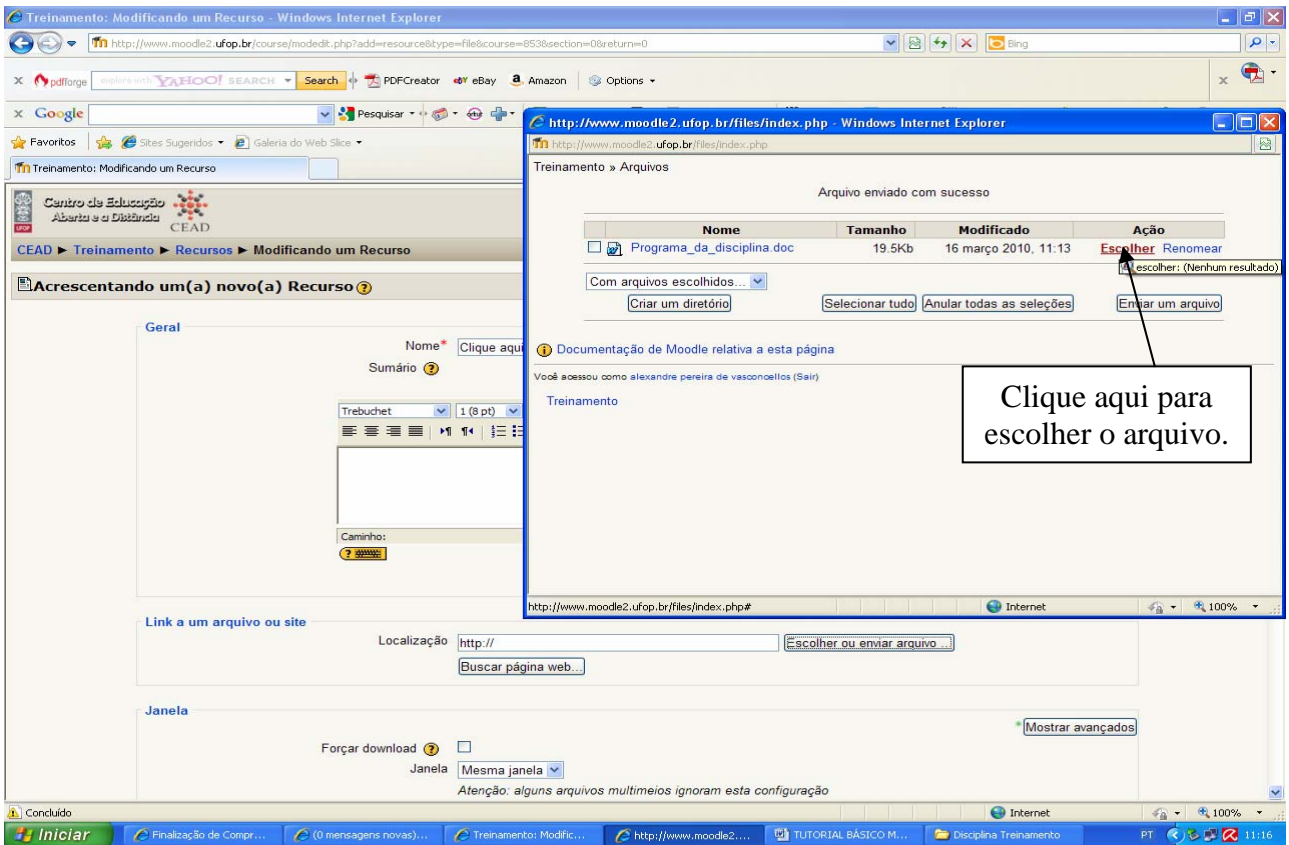 Treinamento: Modificando um Recurso - Windows Internet Explorer
http://www.moodle2.ufop.br/course/modedit.php?add=resource&type=file&course=853&section=0&return=0
Bing
pdfforge
YAHOO! SEARCH
Search
PDFCreator
eBay
Amazon
Options
Google
Pesquisar
Favoritos
Sites Sugeridos
Galeria do Web Slice
Treinamento: Modificando um Recurso
Centro de Educação
Aberta e a Distância
CEAD
UFOP
CEAD ► Treinamento ► Recursos ► Modificando um Recurso
Acrescentando um(a) novo(a) Recurso
Geral
Nome* Clique aqui
Sumário
Trebuchet 1 (8 pt)
Caminho:
http://www.moodle2.ufop.br/files/index.php - Windows Internet Explorer
http://www.moodle2.ufop.br/files/index.php
Treinamento » Arquivos
Arquivo enviado com sucesso
Nome Tamanho Modificado Ação
Programa_da_disciplina.doc 19.5Kb 16 março 2010, 11:13 Escolher Renomear
escolher: (Nenhum resultado)
Com arquivos escolhidos...
Criar um diretório Selecionar tudo Anular todas as seleções Enviar um arquivo
Documentação de Moodle relativa a esta página
Você acessou como alexandre pereira de vasconcellos (Sair)
Treinamento
Clique aqui para
escolher o arquivo.
http://www.moodle2.ufop.br/files/index.php#
Internet
100%
Link a um arquivo ou site
Localização http:// Escolher ou enviar arquivo ...
Buscar página web...
Janela
*Mostrar avançados
Forçar download
Janela Mesma janela
Atenção: alguns arquivos multimeios ignoram esta configuração
Concluído
Internet
100%
Iniciar
Finalização de Compr...
(0 mensagens novas)...
Treinamento: Modific...
http://www.moodle2....
TUTORIAL BÁSICO M...
Disciplina Treinamento
PT
11:16